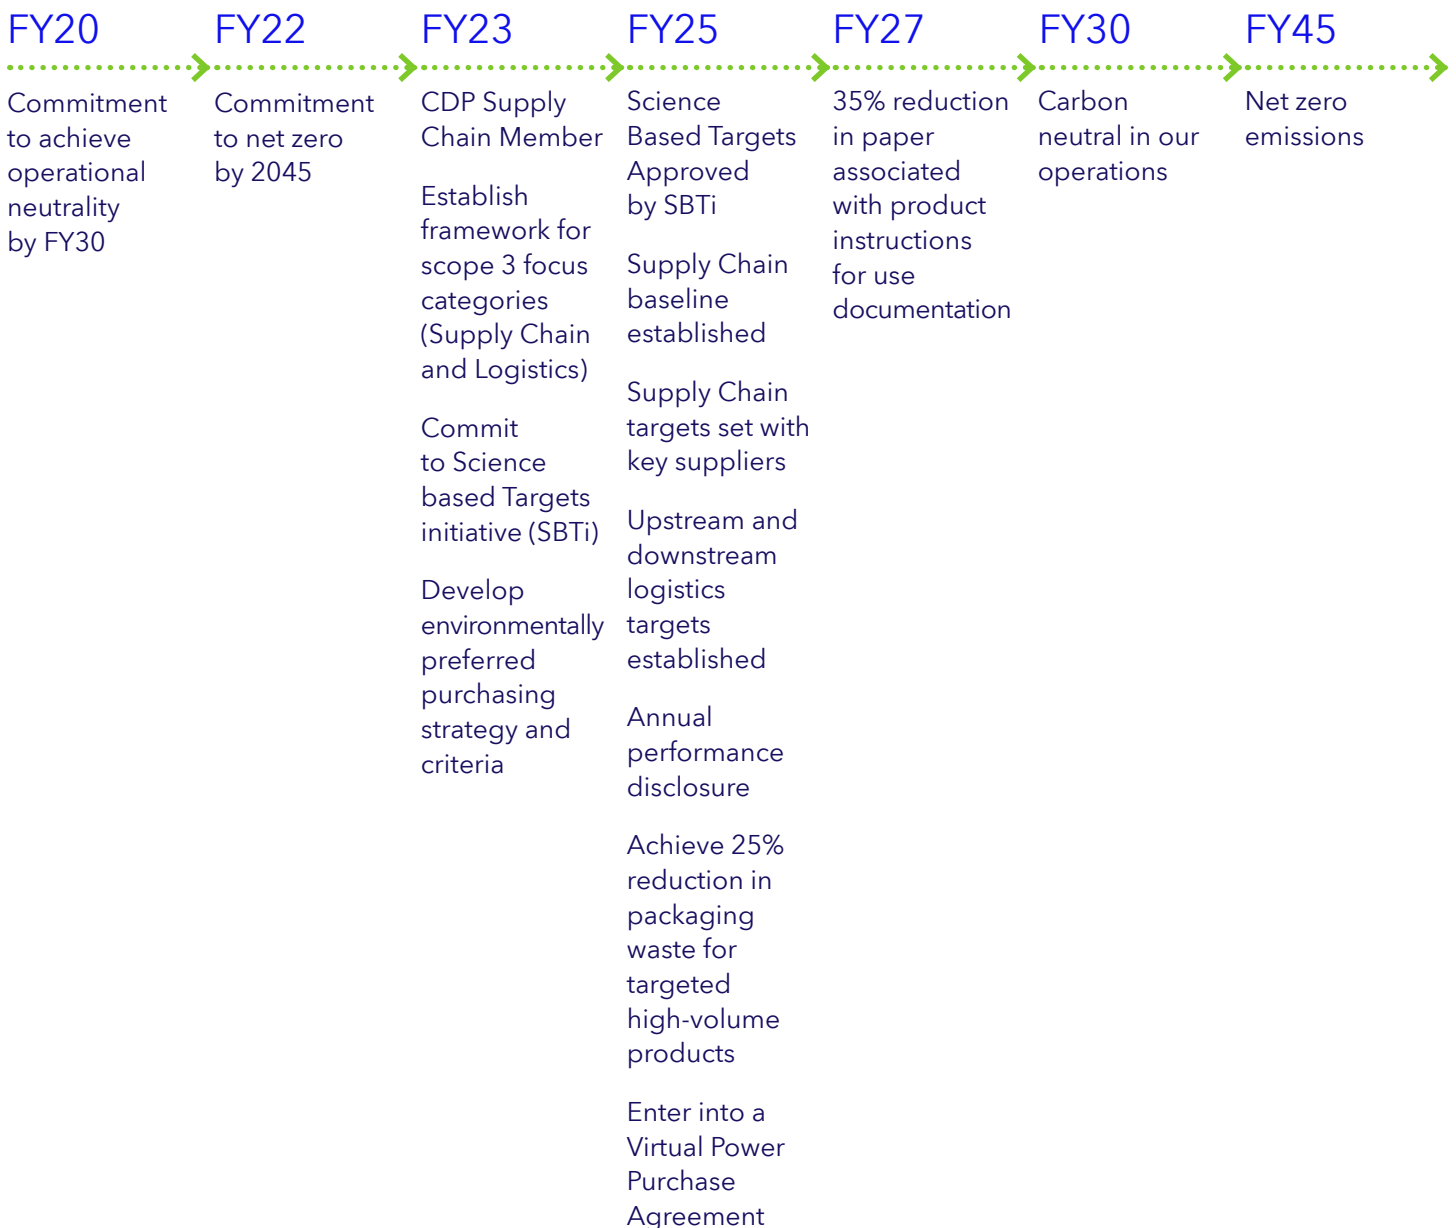 FY20
Commitment
to achieve
operational
neutrality
by FY30
FY22
Commitment
to net zero
by 2045
FY23
CDP Supply
Chain Member
Establish
framework for
scope 3 focus
categories
(Supply Chain
and Logistics)
Commit
to Science
based Targets
initiative (SBTi)
Develop
environmentally
preferred
purchasing
strategy and
criteria
FY25
Science
Based Targets
Approved
by SBTi
Supply Chain
baseline
established
Supply Chain
targets set with
key suppliers
Upstream and
downstream
logistics
targets
established
Annual
performance
disclosure
Achieve 25%
reduction in
packaging
waste for
targeted
high-volume
products
Enter into a
Virtual Power
Purchase
Agreement
FY27
35% reduction
in paper
associated
with product
instructions
for use
documentation
FY30
Carbon
neutral in our
operations
FY45
Net zero
emissions